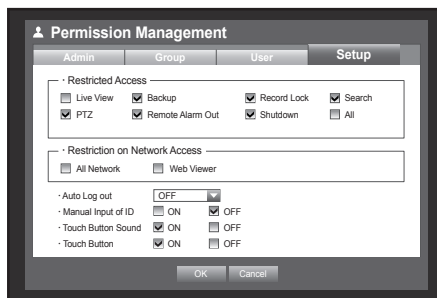 Permission Management
Admin Group User Setup
· Restricted Access
Live View Backup Record Lock Search
PTZ Remote Alarm Out Shutdown All
· Restriction on Network Access
All Network Web Viewer
· Auto Log out OFF
· Manual Input of ID ON OFF
· Touch Button Sound ON OFF
· Touch Button ON OFF
OK Cancel